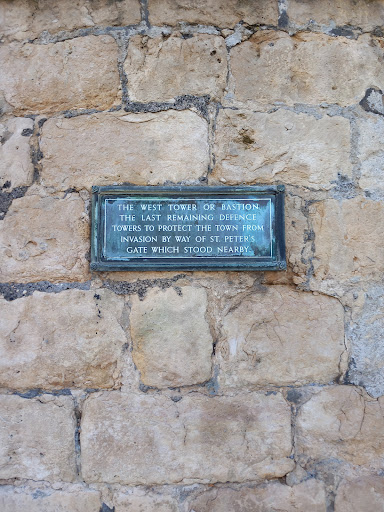 THE WEST TOWER OR BASTION.
THE LAST REMAINING DEFENCE
TOWERS TO PROTECT THE TOWN FROM
INVASION BY WAY OF ST. PETER'S
GATE WHICH STOOD NEARBY.